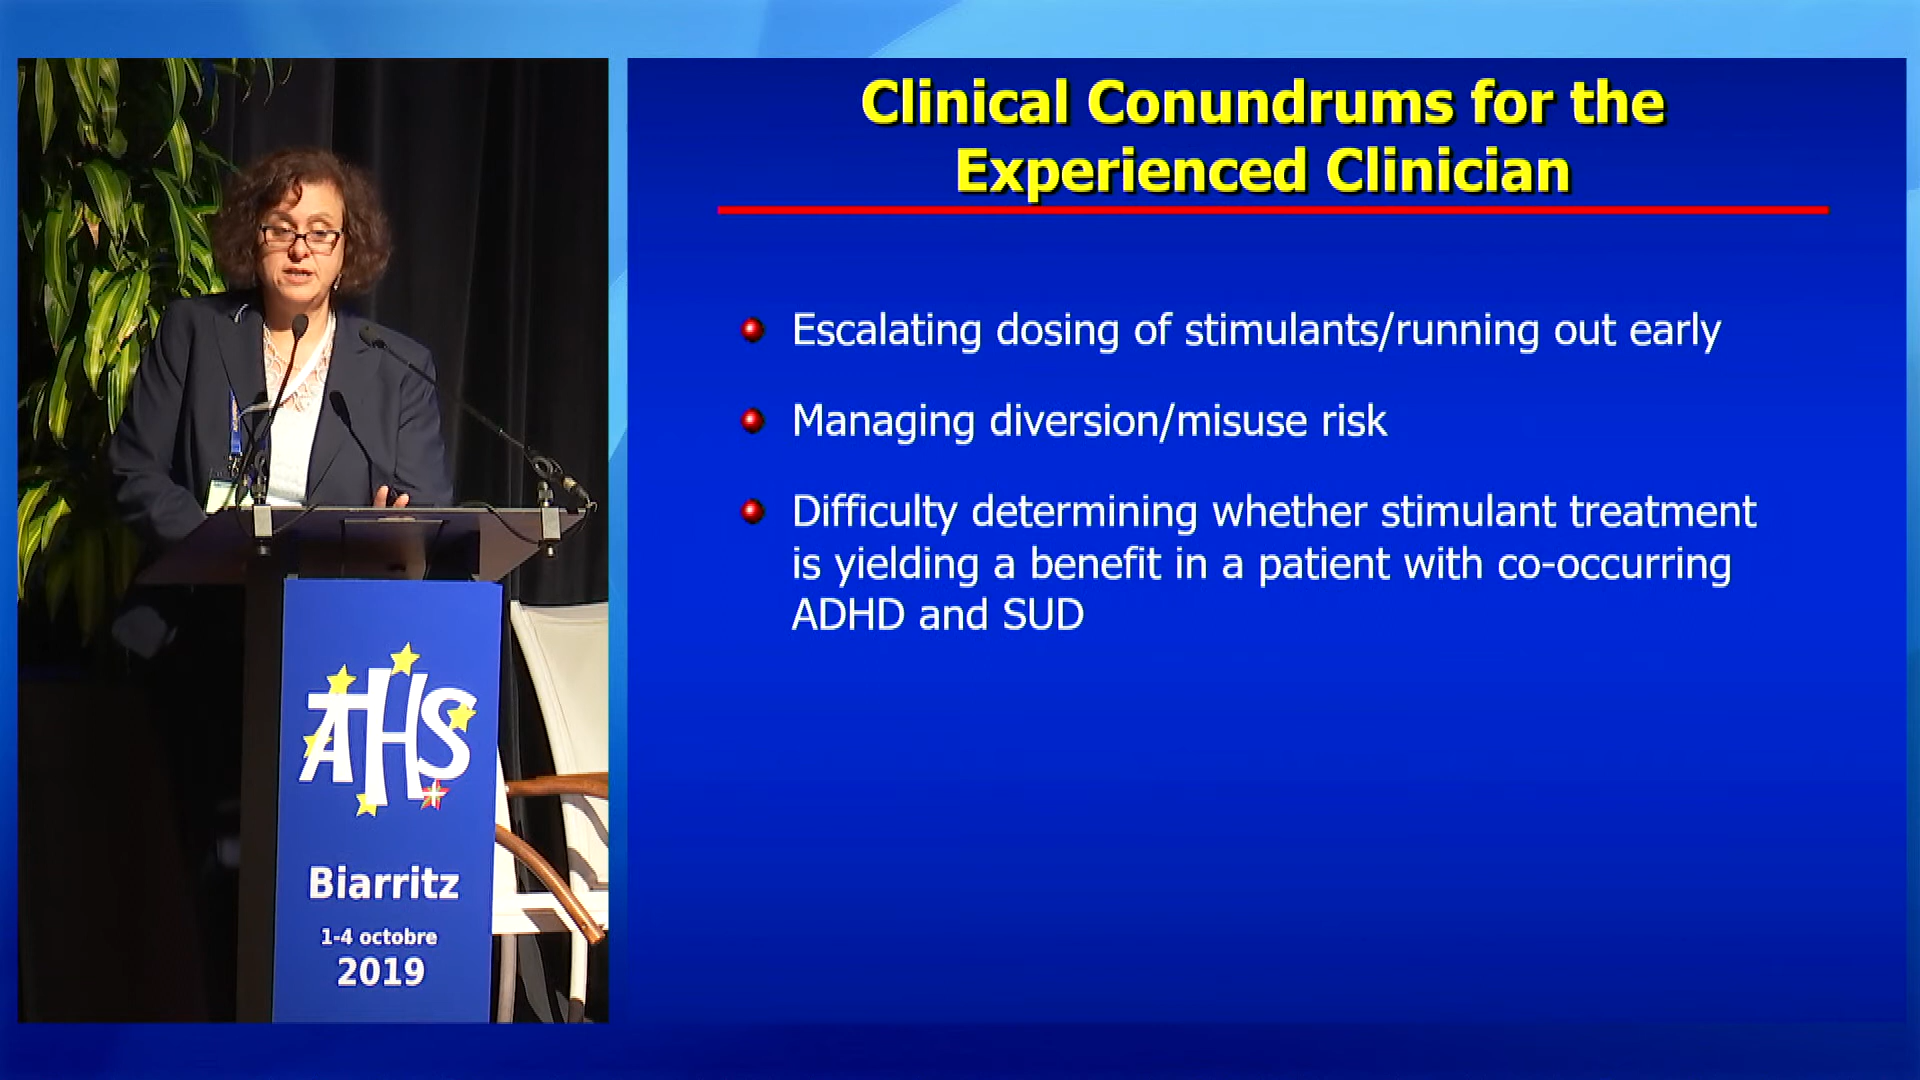 Clinical Conundrums for the
Experienced Clinician
Escalating dosing of stimulants/running out early
Managing diversion/misuse risk
Difficulty determining whether stimulant treatment
is yielding a benefit in a patient with co-occurring
ADHD and SUD
ATHS
Biarritz
1-4 octobre
2019